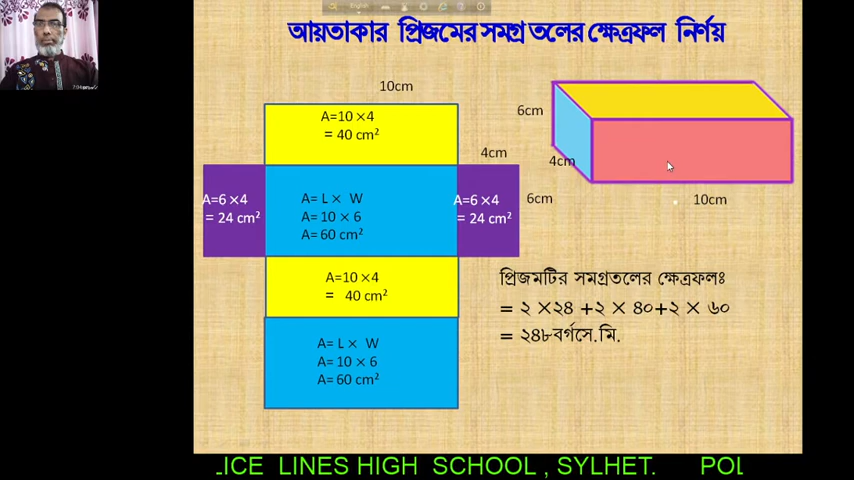 আয়তাকার প্রিজমের সমগ্রতলের ক্ষেত্রফল নির্ণয়
10cm
A=10 ×4
= 40 cm²
4cm
A=6 ×4
= 24 cm²
A= L × W
A= 10 × 6
A= 60 cm²
A=6 ×4
= 24 cm²
6cm
A=10 ×4
= 40 cm²
A= L × W
A= 10 × 6
A= 60 cm²
6cm
4cm
10cm
প্রিজমটির সমগ্রতলের ক্ষেত্রফলঃ
= ২ ×২৪ +২ × ৪০+২ × ৬০
= ২৪৮বর্গসে.মি.
LICE LINES HIGH SCHOOL , SYLHET. POL